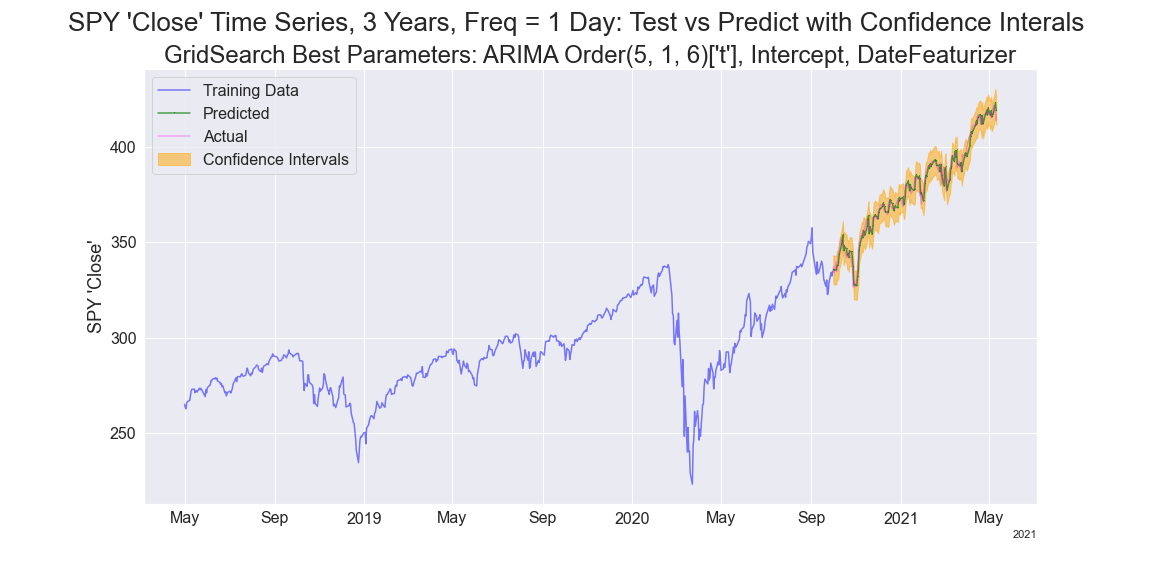 SPY 'Close' Time Series, 3 Years, Freq = 1 Day: Test vs Predict with Confidence Interals
GridSearch Best Parameters: ARIMA Order(5, 1, 6)['t'], Intercept, DateFeaturizer
Training Data
Predicted
Actual
Confidence Intervals
400
350
300
250
SPY 'Close'
May Sep 2019 May Sep 2020 May Sep 2021 May
2021